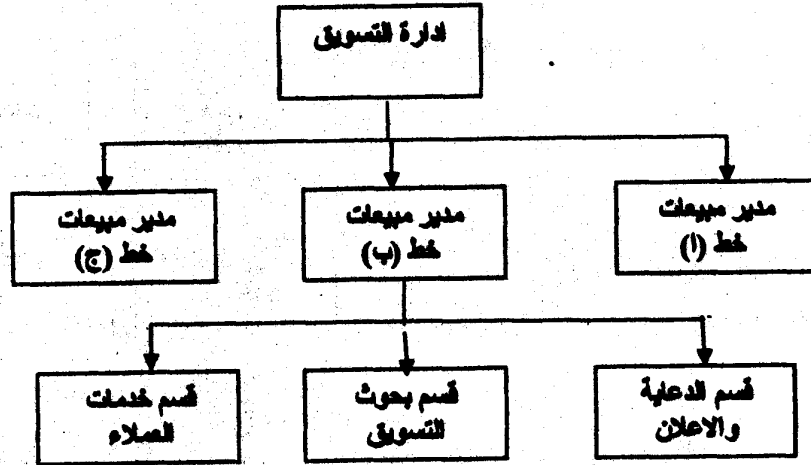 ادارة التسويق
مدير مبيعات
خط (ا)
مدير مبيعات
خط (ب)
مدير مبيعات
خط (ج)
قسم الدعاية
والاعلان
قسم بحوث
التسويق
قسم خدمات
العملاء